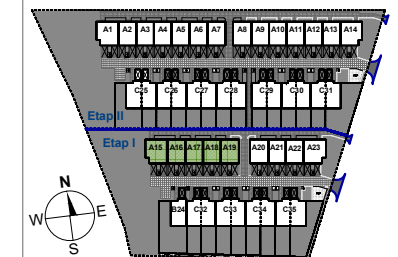 A1 A2 A3 A4 A5 A6 A7 A8 A9 A10 A11 A12 A13 A14
C25 C26 C27 C28 C29 C30 C31
Etap II
Etap I
A15 A16 A17 A18 A19 A20 A21 A22 A23
B24 C32 C33 C34 C35
N
W E
S